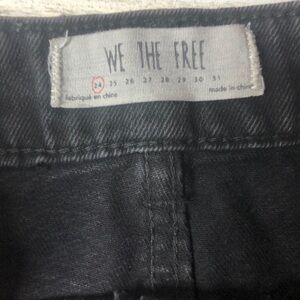 WE THE FREE
24 25 26 27 28 29 30 31
fabriqué en chine made in china